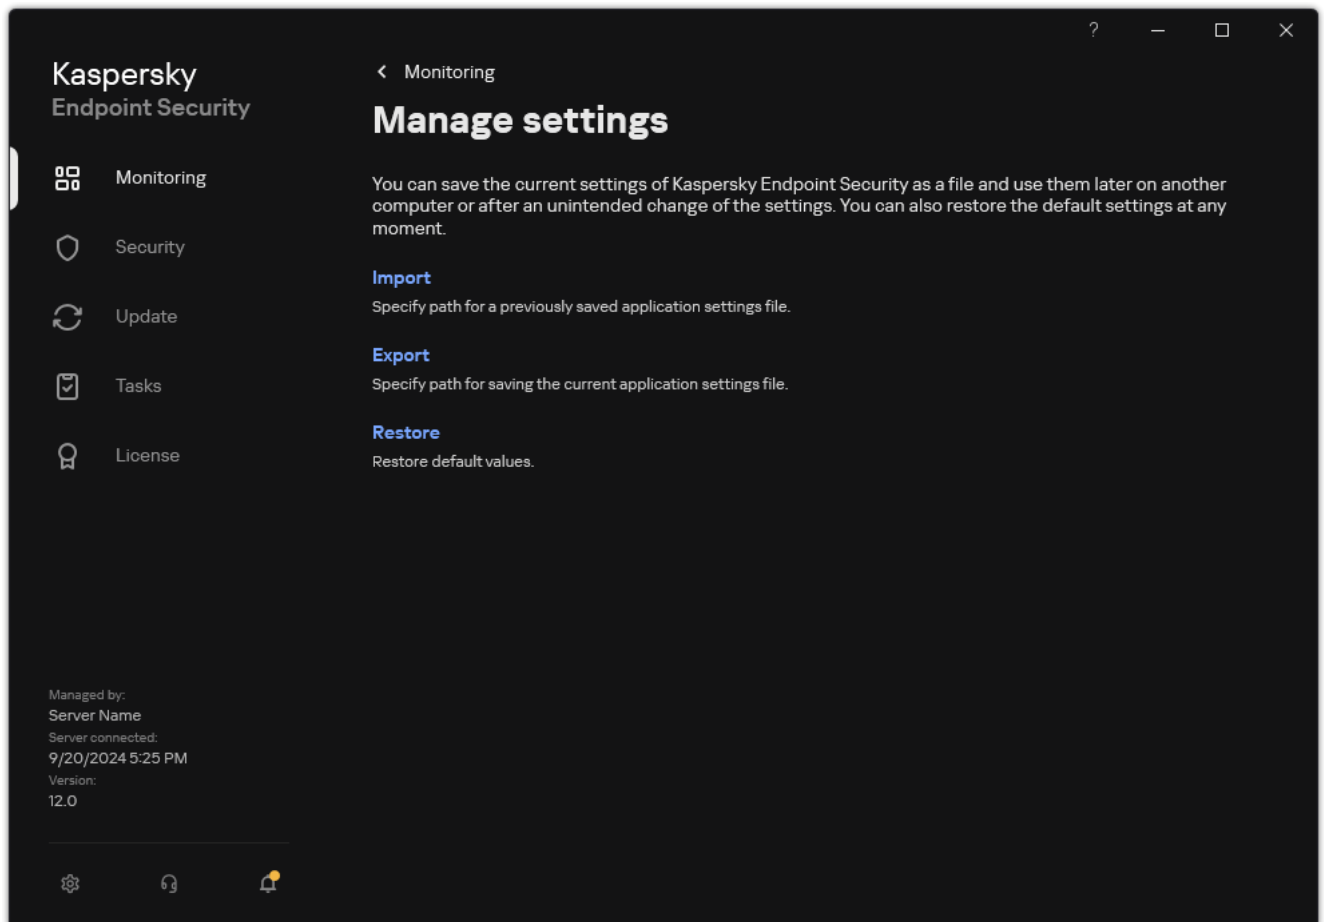 ?
Kaspersky
Endpoint Security
Monitoring
Security
Update
Tasks
License
Managed by:
Server Name
Server connected:
9/20/2024 5:25 PM
Version:
12.0
Monitoring
Manage settings
You can save the current settings of Kaspersky Endpoint Security as a file and use them later on another
computer or after an unintended change of the settings. You can also restore the default settings at any
moment.
Import
Specify path for a previously saved application settings file.
Export
Specify path for saving the current application settings file.
Restore
Restore default values.